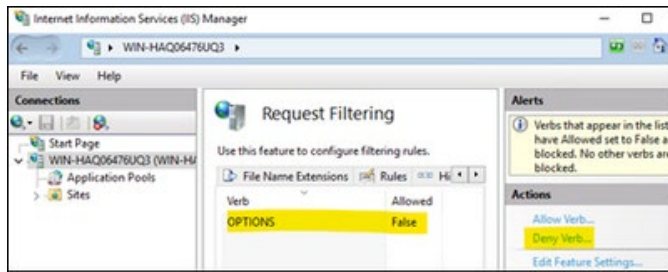 Internet Information Services (IIS) Manager
WIN-HAQ06476UQ3
File View Help
Connections
Start Page
WIN-HAQ06476UQ3 (WIN-HA
Application Pools
Sites
Request Filtering
Use this feature to configure filtering rules.
File Name Extensions Rules Hi
Verb Allowed
OPTIONS False
Alerts
Verbs that appear in the list
have Allowed set to False a
blocked. No other verbs are
blocked.
Actions
Allow Verb...
Deny Verb...
Edit Feature Settings...